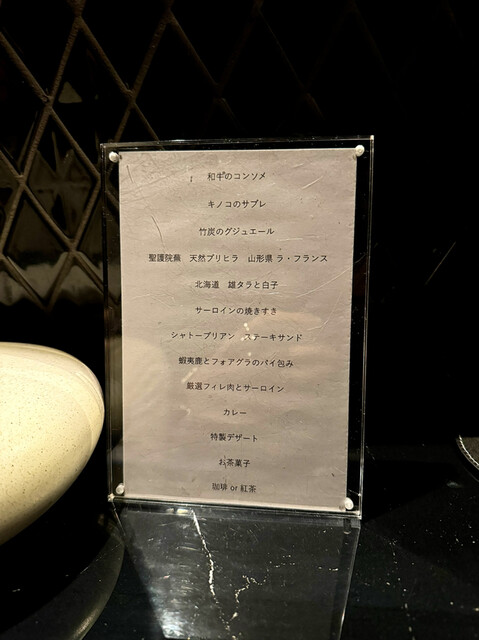 和牛のコンソメ
キノコのサブレ
竹炭のグジュエール
聖護院蕪　天然ブリヒラ　山形県 ラ・フランス
北海道　雄タラと白子
サーロインの焼きすき
シャトーブリアン　ステーキサンド
蝦夷鹿とフォアグラのパイ包み
厳選フィレ肉とサーロイン
カレー
特製デザート
お茶菓子
珈琲 or 紅茶